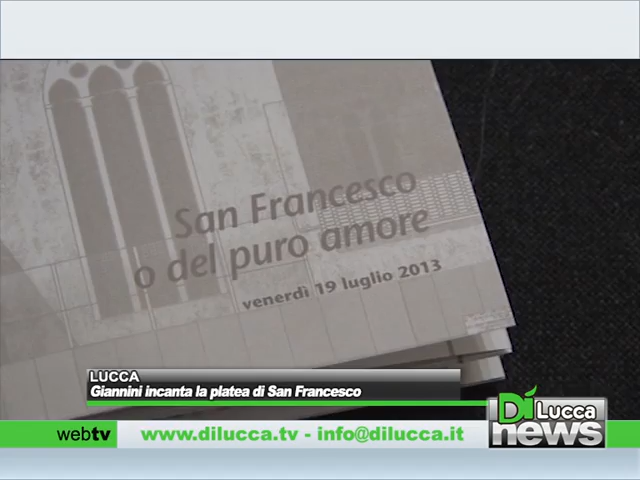 San Francesco
o del puro amore
venerdì 19 luglio 2013
LUCCA
Giannini incanta la platea di San Francesco
Di Lucca
news
webtv www.dilucca.tv - info@dilucca.it